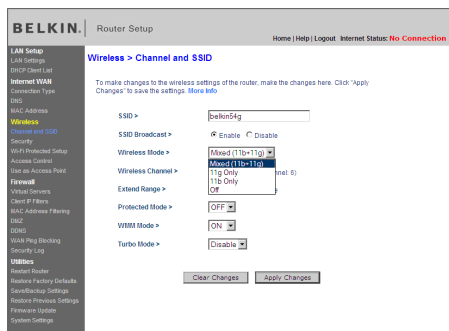 BELKIN. Router Setup
Home | Help | Logout Internet Status: No Connection
LAN Setup
LAN Settings
DHCP Client List
Internet WAN
Connection Type
DNS
MAC Address
Wireless
Channel and SSID
Security
Wi-Fi Protected Setup
Access Control
Use as Access Point
Firewall
Virtual Servers
Client IP Filters
MAC Address Filtering
DMZ
DDNS
WAN Ping Blocking
Security Log
Utilities
Restart Router
Restore Factory Defaults
Save/Backup Settings
Restore Previous Settings
Firmware Update
System Settings
Wireless > Channel and SSID
To make changes to the wireless settings of the router, make the changes here. Click "Apply
Changes" to save the settings. More Info
SSID > belkin54g
SSID Broadcast > Enable Disable
Wireless Mode > Mixed (11b+11g)
Mixed (11b+11g)
11g Only
11b Only
Off
Wireless Channel > nnel: 6)
Extend Range >
Protected Mode > OFF
WMM Mode > ON
Turbo Mode > Disable
Clear Changes Apply Changes